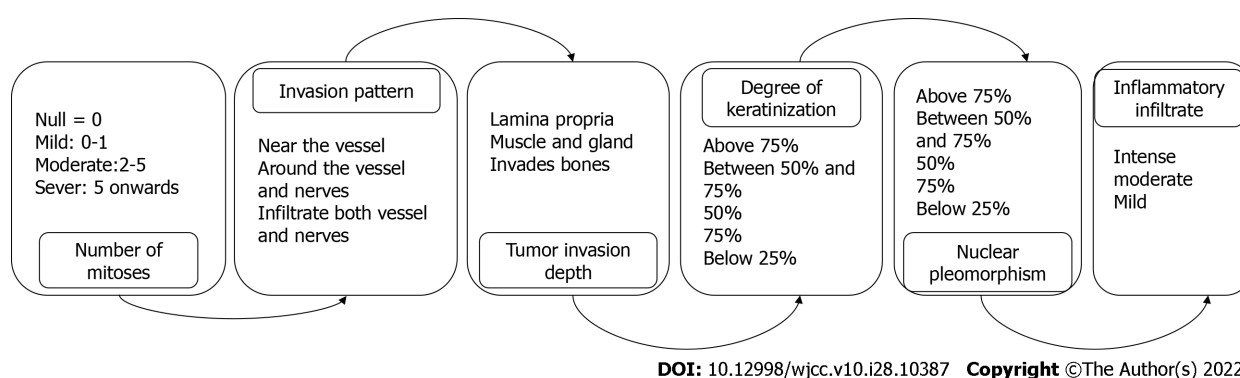 Null = 0
Mild: 0-1
Moderate:2-5
Sever: 5 onwards
Number of
mitoses
Invasion pattern
Near the vessel
Around the vessel
and nerves
Infiltrate both vessel
and nerves
Lamina propria
Muscle and gland
Invades bones
Tumor invasion
depth
Degree of
keratinization
Above 75%
Between 50% and
75%
50%
75%
Below 25%
Above 75%
Between 50%
and 75%
50%
75%
Below 25%
Nuclear
pleomorphism
Inflammatory
infiltrate
Intense
moderate
Mild
DOI: 10.12998/wjcc.v10.i28.10387 Copyright ©The Author(s) 2022